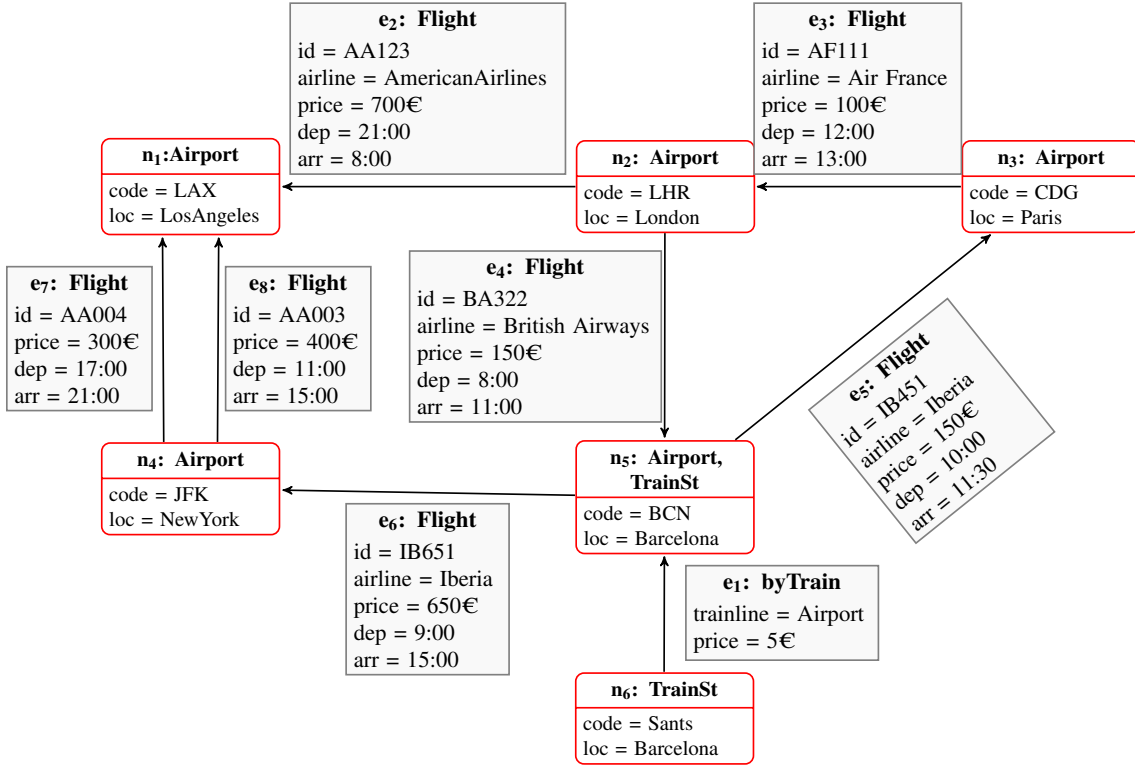 e₂: Flight
id = AA123
airline = AmericanAirlines
price = 700€
dep = 21:00
arr = 8:00
e₃: Flight
id = AF111
airline = Air France
price = 100€
dep = 12:00
arr = 13:00
n₁:Airport
code = LAX
loc = LosAngeles
n₂: Airport
code = LHR
loc = London
n₃: Airport
code = CDG
loc = Paris
e₇: Flight
id = AA004
price = 300€
dep = 17:00
arr = 21:00
e₈: Flight
id = AA003
price = 400€
dep = 11:00
arr = 15:00
e₄: Flight
id = BA322
airline = British Airways
price = 150€
dep = 8:00
arr = 11:00
e₅: Flight
id = IB451
airline = Iberia
price = 150€
dep = 10:00
arr = 11:30
n₄: Airport
code = JFK
loc = NewYork
n₅: Airport,
TrainSt
code = BCN
loc = Barcelona
e₆: Flight
id = IB651
airline = Iberia
price = 650€
dep = 9:00
arr = 15:00
e₁: byTrain
trainline = Airport
price = 5€
n₆: TrainSt
code = Sants
loc = Barcelona